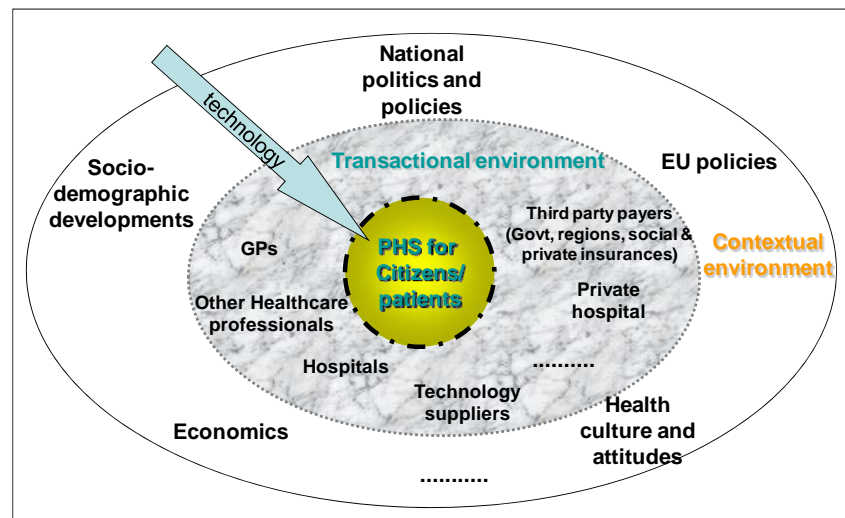 National
politics and
policies
technology
Socio-
demographic
developments
Transactional environment
EU policies
Third party payers
(Govt, regions, social &
private insurances)
Contextual
environment
GPs
PHS for
Citizens/
patients
Other Healthcare
professionals
Private
hospital
Hospitals
..........
Technology
suppliers
Health
culture and
attitudes
Economics
...........